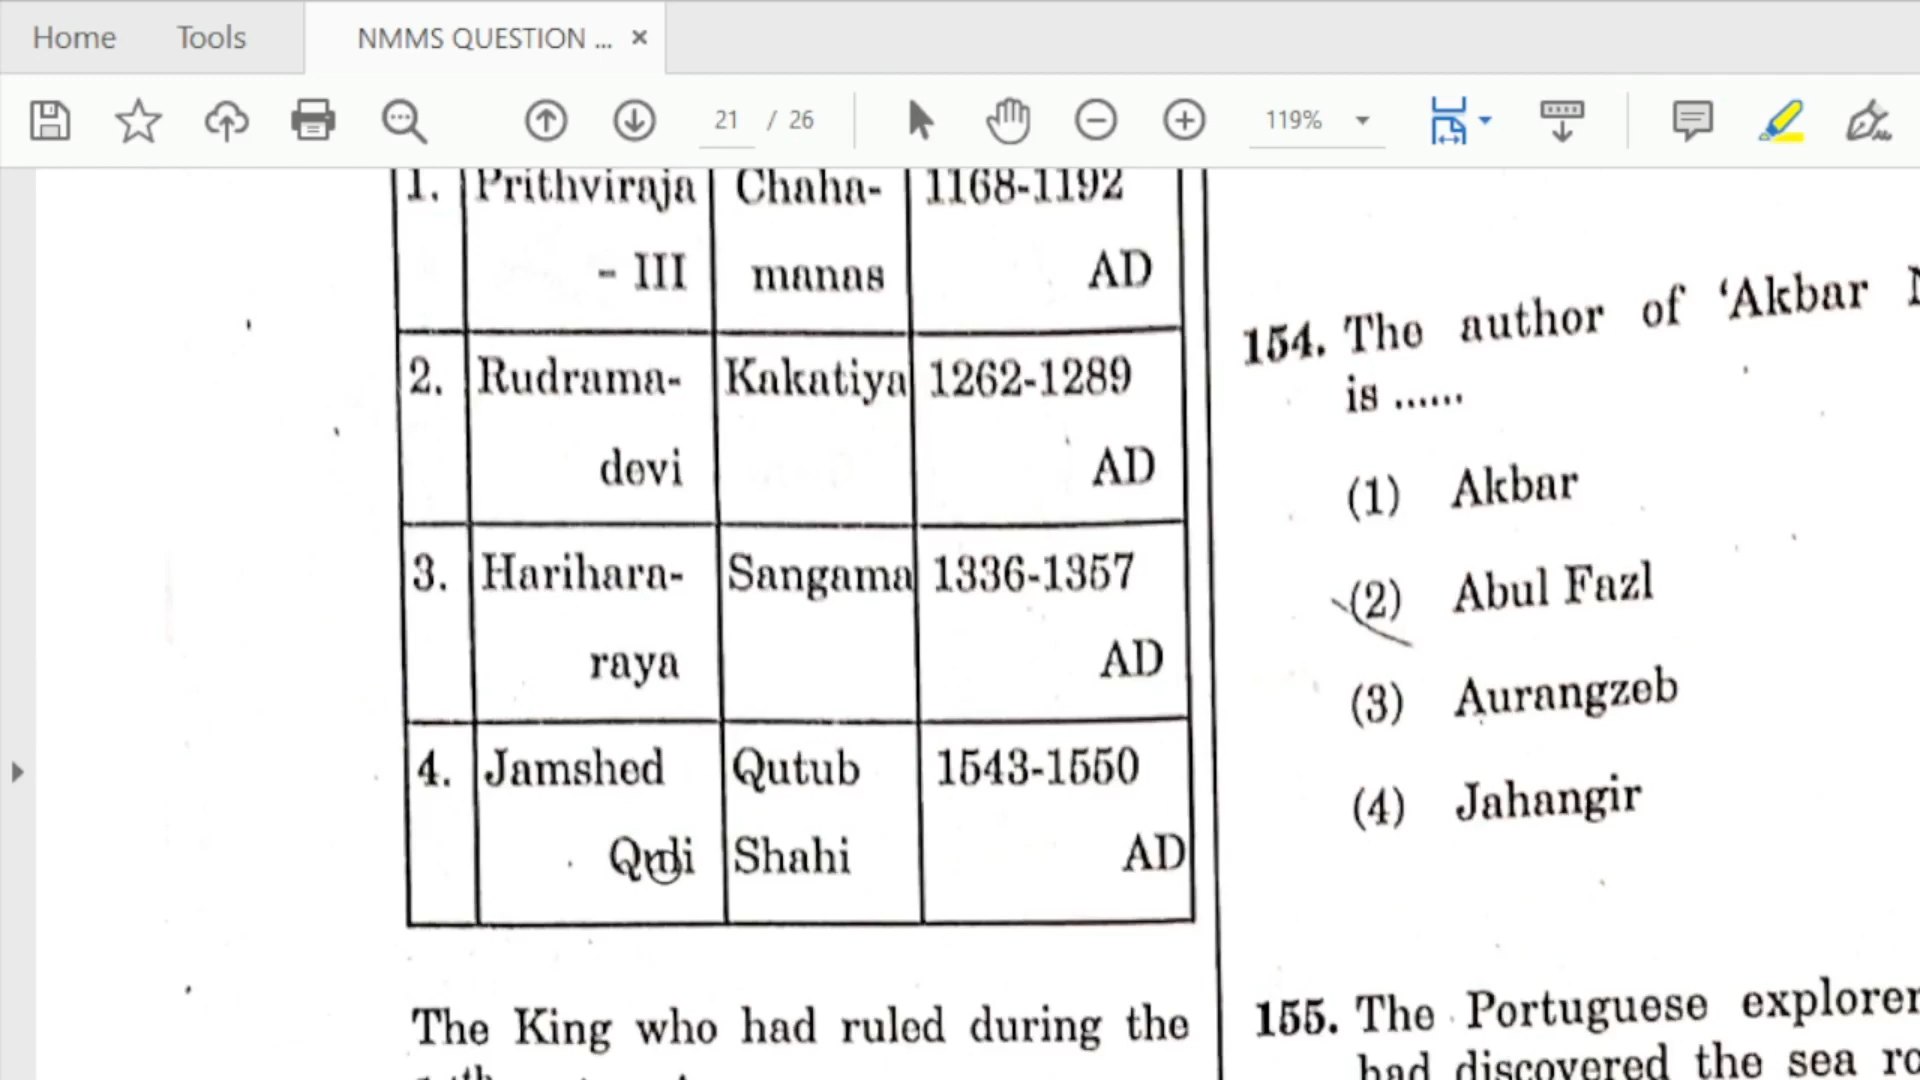 Home Tools NMMS QUESTION ... ×
21 / 26 119%
1. Prithviraja Chaha- 1168-1192
- III manas AD
2. Rudrama- Kakatiya 1262-1289
devi AD
3. Harihara- Sangama 1336-1357
raya AD
4. Jamshed Qutub 1543-1550
Shahi AD
The King who had ruled during the
154. The author of 'Akbar
is ......
(1) Akbar
(2) Abul Fazl
(3) Aurangzeb
(4) Jahangir
155. The Portuguese explorer
had discovered the sea